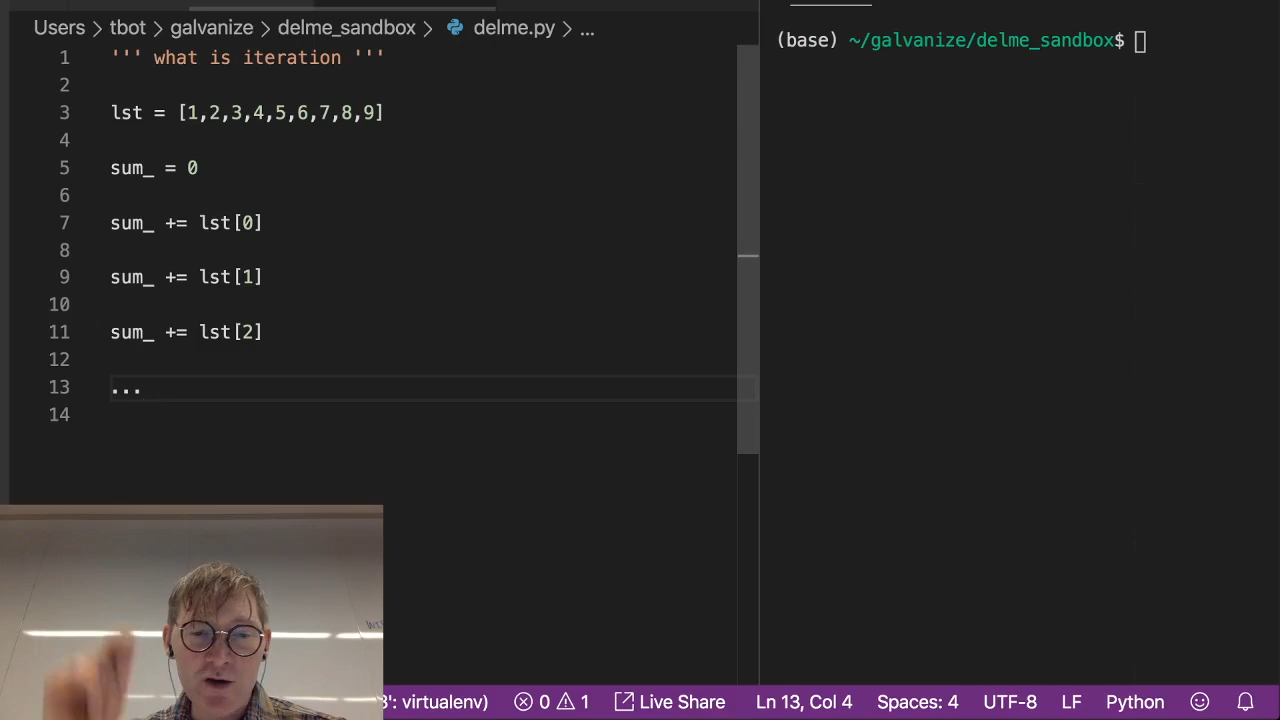 Users > tbot > galvanize > delme_sandbox > delme.py > ...
1 ''' what is iteration '''
2
3 lst = [1,2,3,4,5,6,7,8,9]
4
5 sum_ = 0
6
7 sum_ += lst[0]
8
9 sum_ += lst[1]
10
11 sum_ += lst[2]
12
13 ...
14
(base) ~/galvanize/delme_sandbox$
3': virtualenv) 0 1 Live Share Ln 13, Col 4 Spaces: 4 UTF-8 LF Python